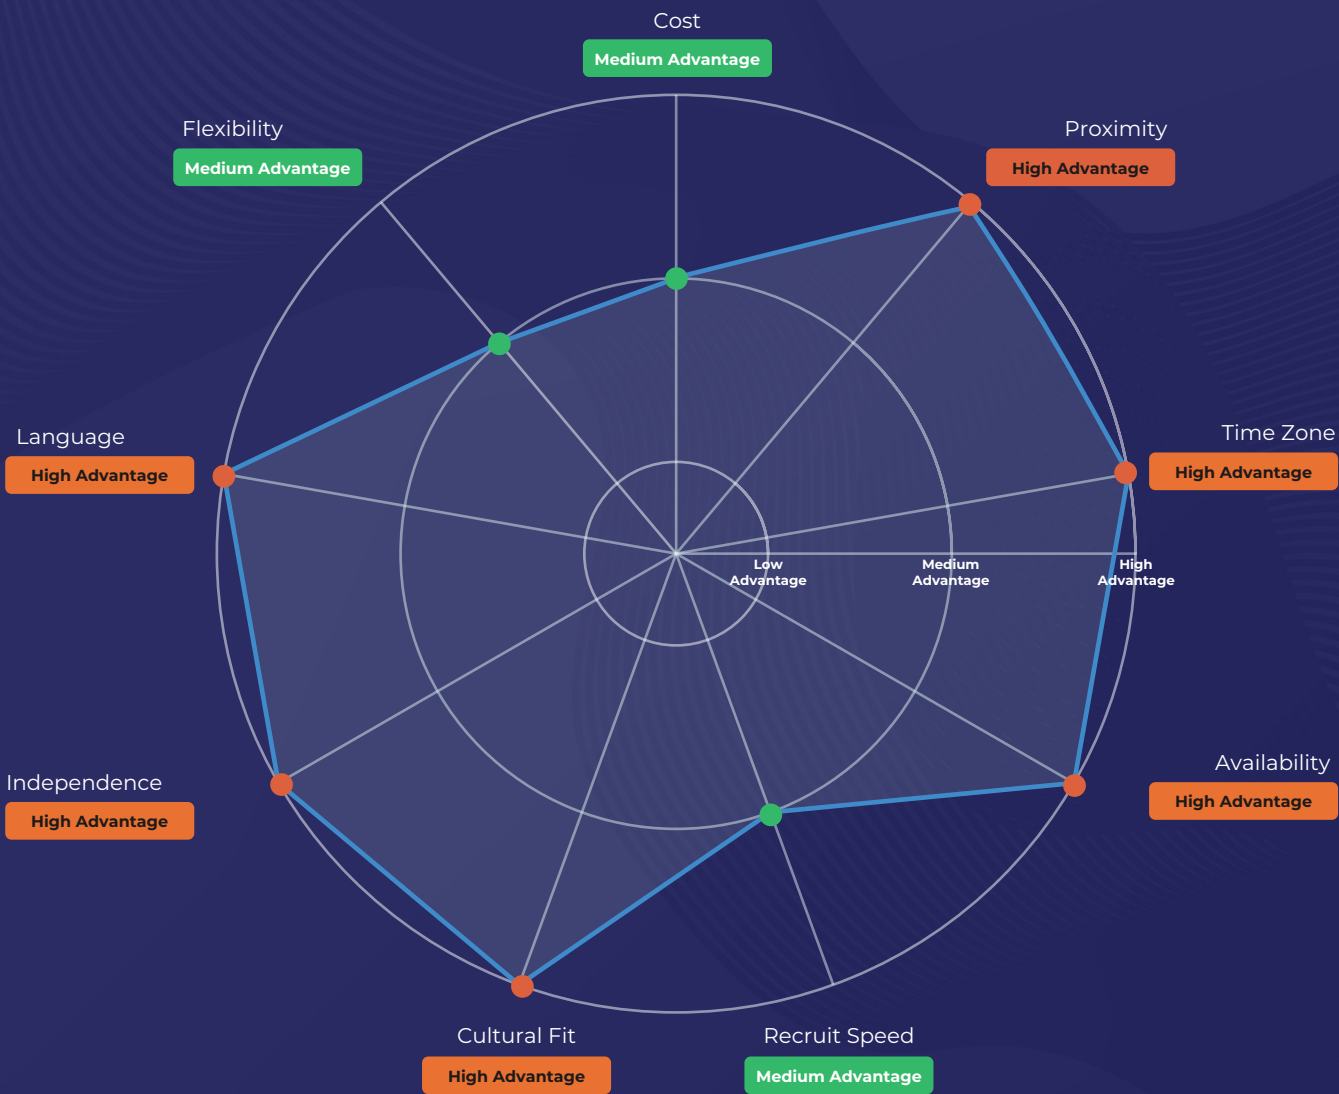 Cost
Medium Advantage
Flexibility
Medium Advantage
Proximity
High Advantage
Language
High Advantage
Time Zone
High Advantage
Low
Advantage
Medium
Advantage
High
Advantage
Independence
High Advantage
Availability
High Advantage
Cultural Fit
High Advantage
Recruit Speed
Medium Advantage